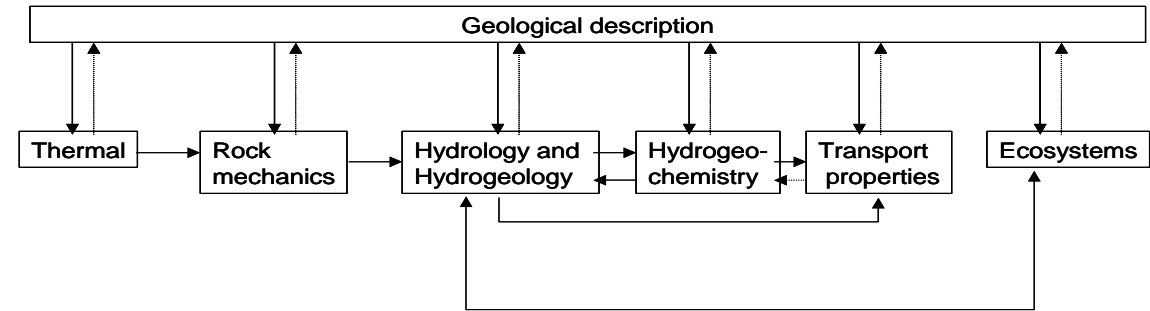 Geological description
Thermal
Rock
mechanics
Hydrology and
Hydrogeology
Hydrogeo-
chemistry
Transport
properties
Ecosystems